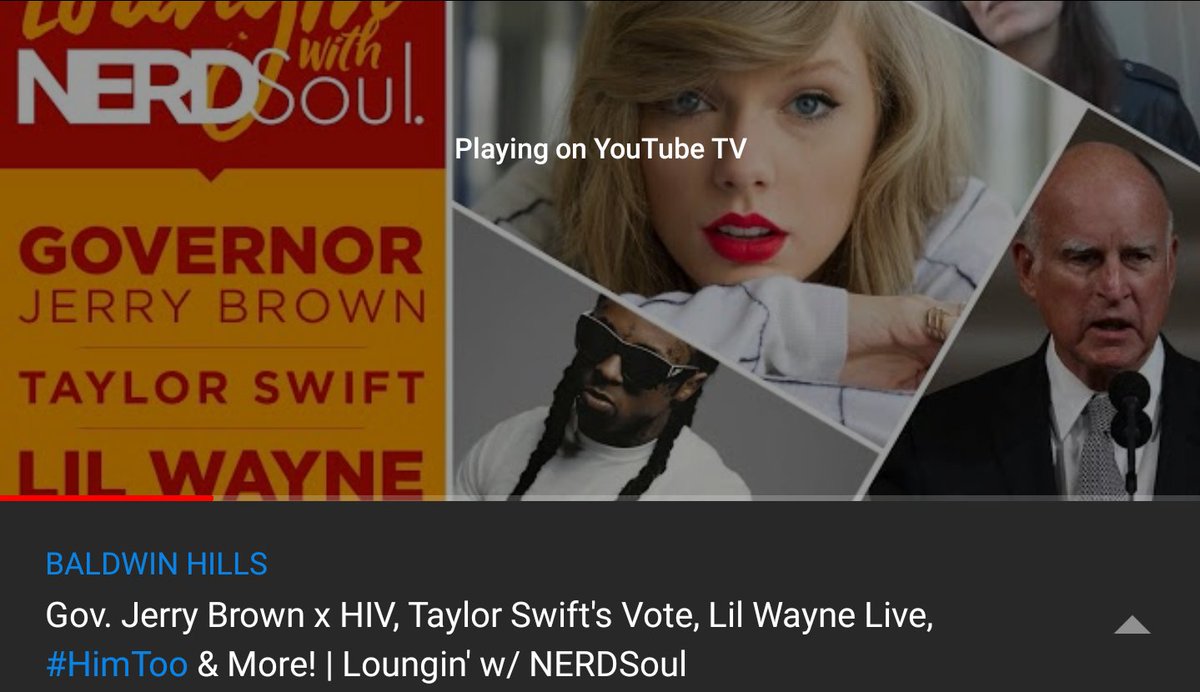 Loungin'
with
NERDSoul.
Playing on YouTube TV
GOVERNOR
JERRY BROWN
TAYLOR SWIFT
LIL WAYNE
BALDWIN HILLS
Gov. Jerry Brown x HIV, Taylor Swift's Vote, Lil Wayne Live,
#HimToo & More! | Loungin' w/ NERDSoul